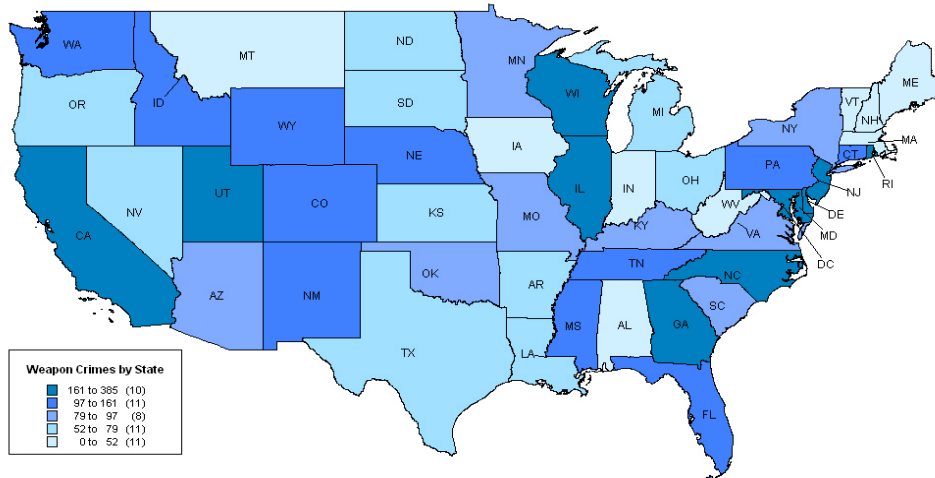 WA
MT
ND
MN
ME
OR
ID
SD
WI
MI
VT
NH
NY
MA
WY
IA
CT
RI
NE
PA
NJ
NV
UT
CO
IL
IN
OH
WV
DE
KS
MO
KY
VA
MD
CA
DC
OK
TN
NC
AZ
NM
AR
SC
MS
AL
GA
TX
LA
FL
Weapon Crimes by State
161 to 385 (10)
97 to 161 (11)
79 to 97 (8)
52 to 79 (11)
0 to 52 (11)